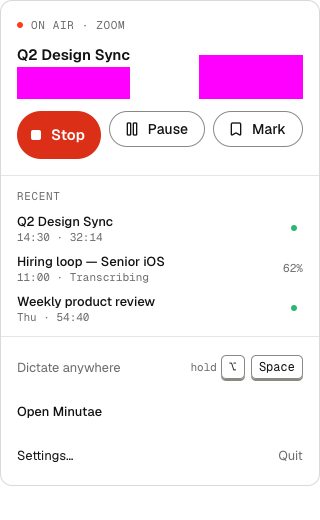 ON AIR · ZOOM
Q2 Design Sync
Stop
Pause
Mark
RECENT
Q2 Design Sync
14:30 · 32:14
Hiring loop — Senior iOS
11:00 · Transcribing
62%
Weekly product review
Thu · 54:40
Dictate anywhere
hold ⌥ Space
Open Minutae
Settings…
Quit